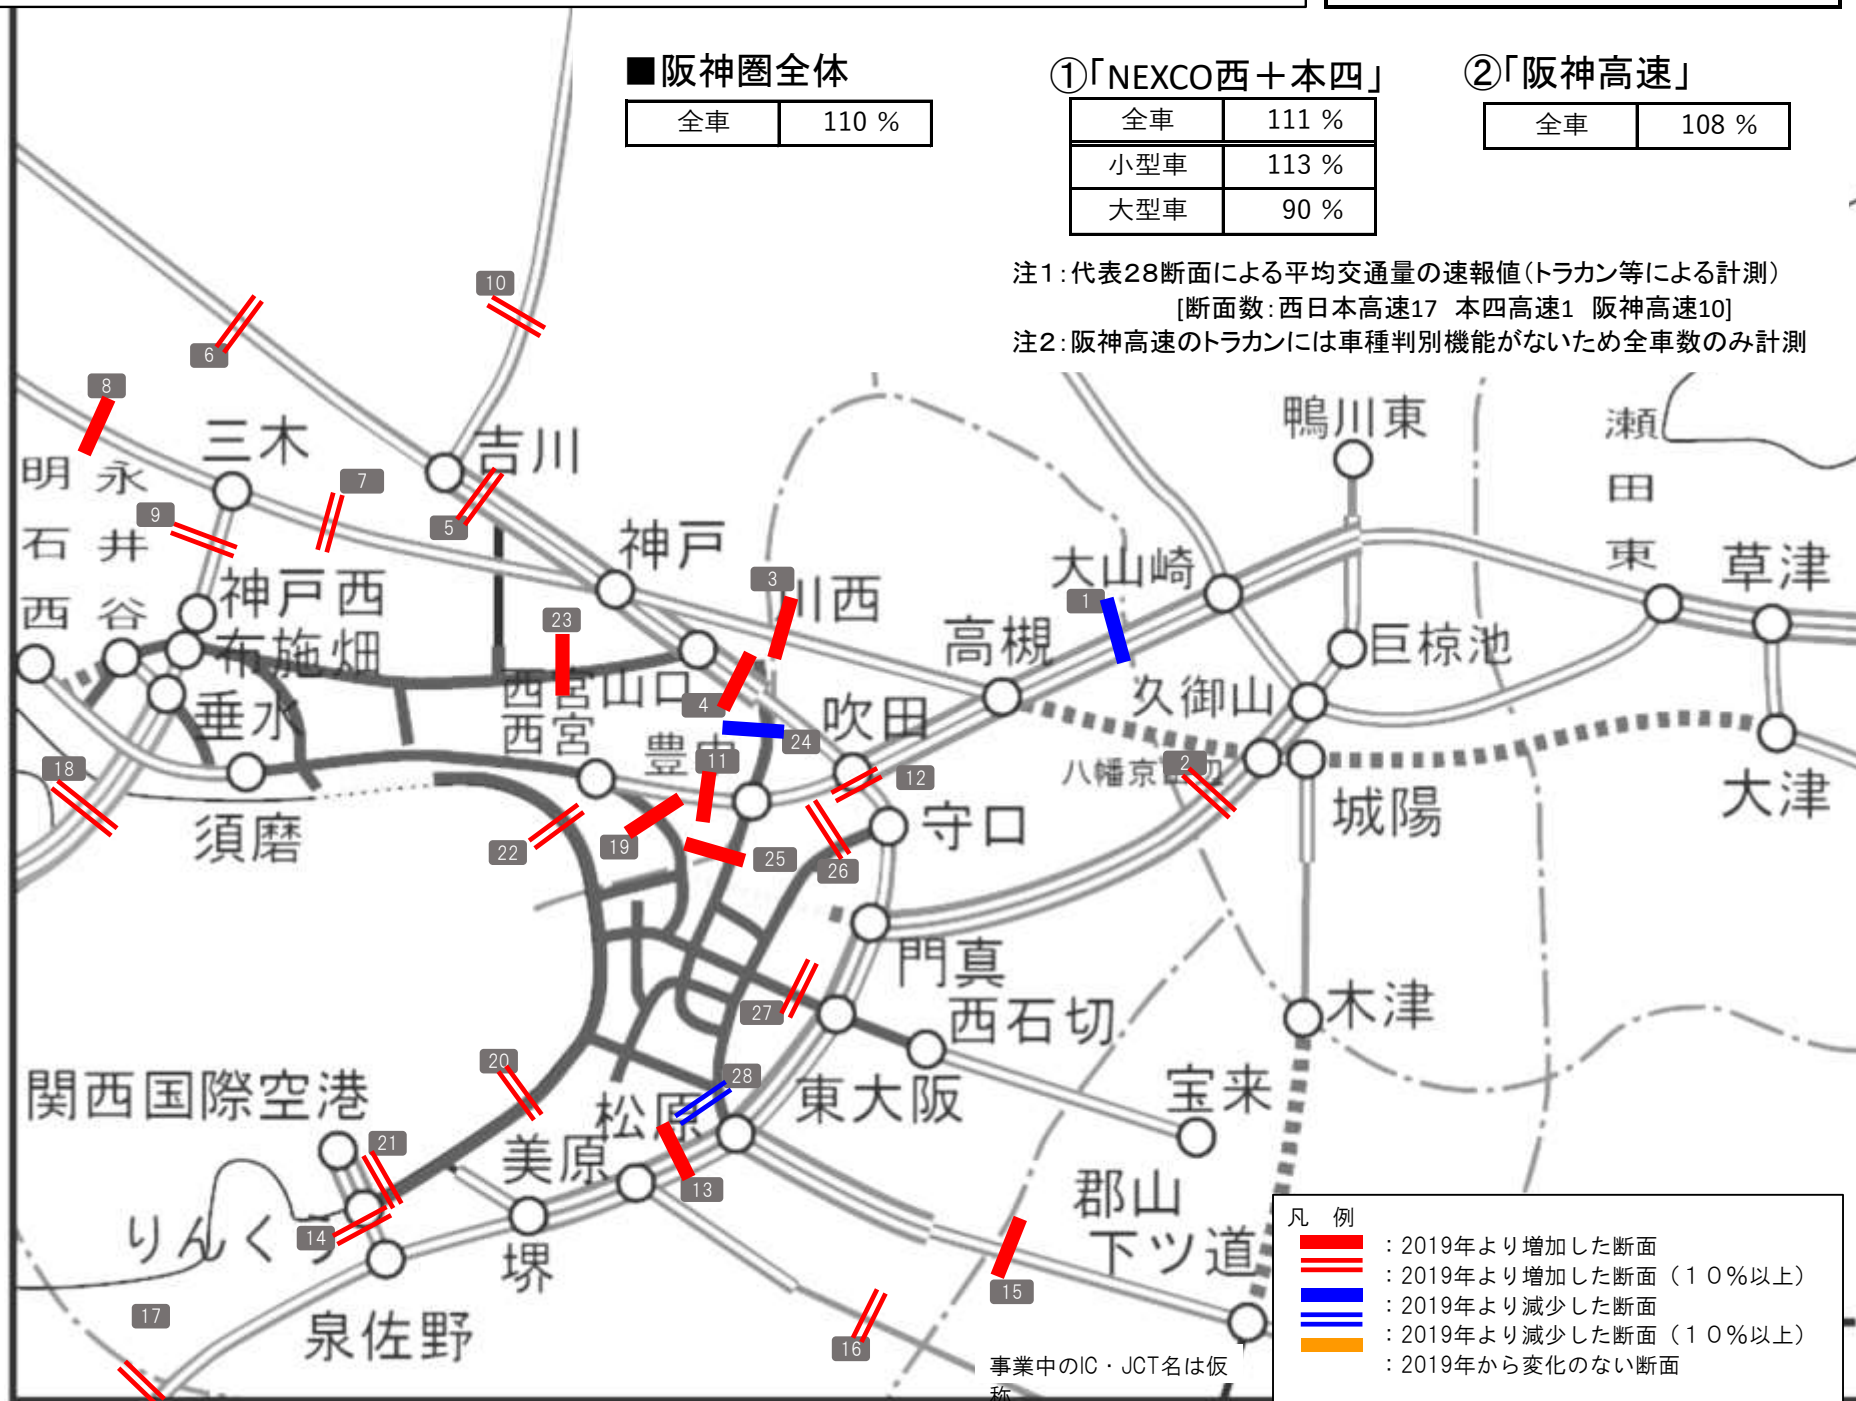 ■阪神圏全体
全車 110 %
①「NEXCO西＋本四」
全車 111 %
小型車 113 %
大型車 90 %
②「阪神高速」
全車 108 %
注１：代表２８断面による平均交通量の速報値（トラカン等による計測）
[断面数：西日本高速17 本四高速1 阪神高速10]
注２：阪神高速のトラカンには車種判別機能がないため全車数のみ計測
10
6
8
三木
吉川
鴨川東
瀬田東
明石西
永井谷
7
9
5
神戸
3
川西
大山崎
1
草津
神戸西
布施畑
23
高槻
巨椋池
西宮山口
西宮
4
久御山
垂水
吹田
24
豊中
11
18
12
八幡京田辺
2
大津
須磨
22
19
25
26
守口
城陽
門真
27
西石切
木津
20
28
関西国際空港
松原
東大阪
宝来
21
美原
13
郡山
下ツ道
りんくう
14
堺
15
17
泉佐野
16
事業中のIC・JCT名は仮
称
凡 例
：2019年より増加した断面
：2019年より増加した断面（１０％以上）
：2019年より減少した断面
：2019年より減少した断面（１０％以上）
：2019年から変化のない断面